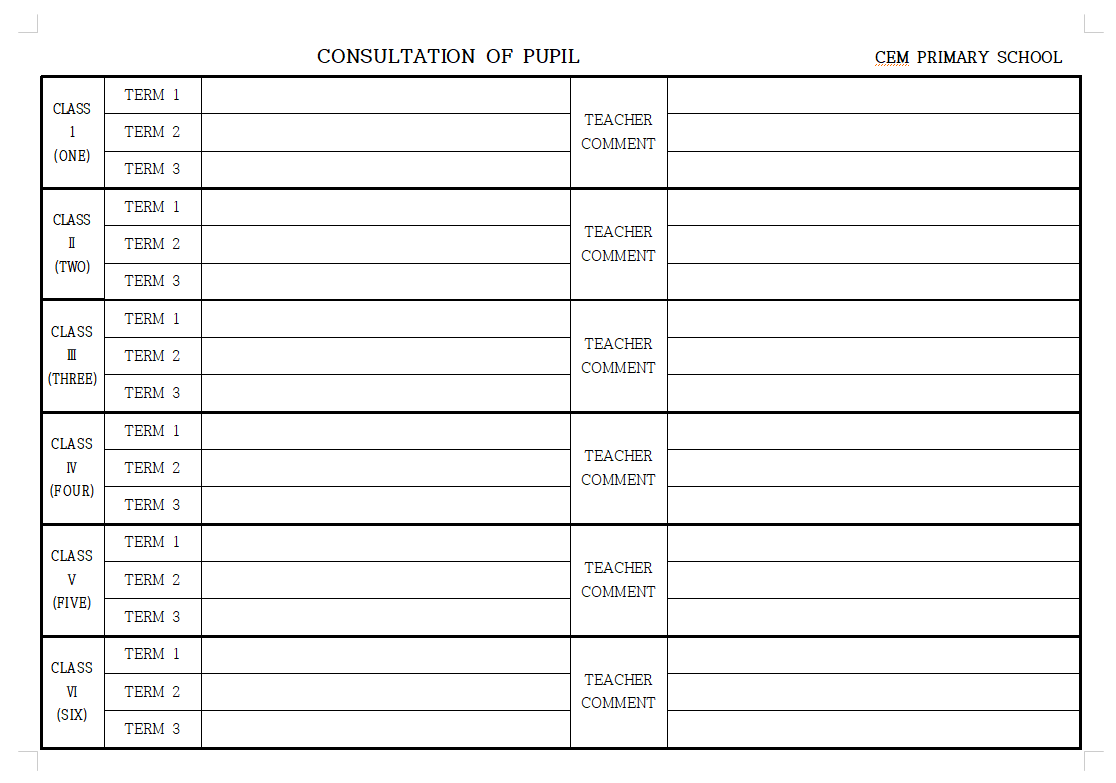 CONSULTATION OF PUPIL
CEM PRIMARY SCHOOL
CLASS
1
(ONE)
TERM 1
TERM 2
TERM 3
TEACHER
COMMENT
CLASS
Ⅱ
(TWO)
TERM 1
TERM 2
TERM 3
TEACHER
COMMENT
CLASS
Ⅲ
(THREE)
TERM 1
TERM 2
TERM 3
TEACHER
COMMENT
CLASS
Ⅳ
(FOUR)
TERM 1
TERM 2
TERM 3
TEACHER
COMMENT
CLASS
Ⅴ
(FIVE)
TERM 1
TERM 2
TERM 3
TEACHER
COMMENT
CLASS
Ⅵ
(SIX)
TERM 1
TERM 2
TERM 3
TEACHER
COMMENT